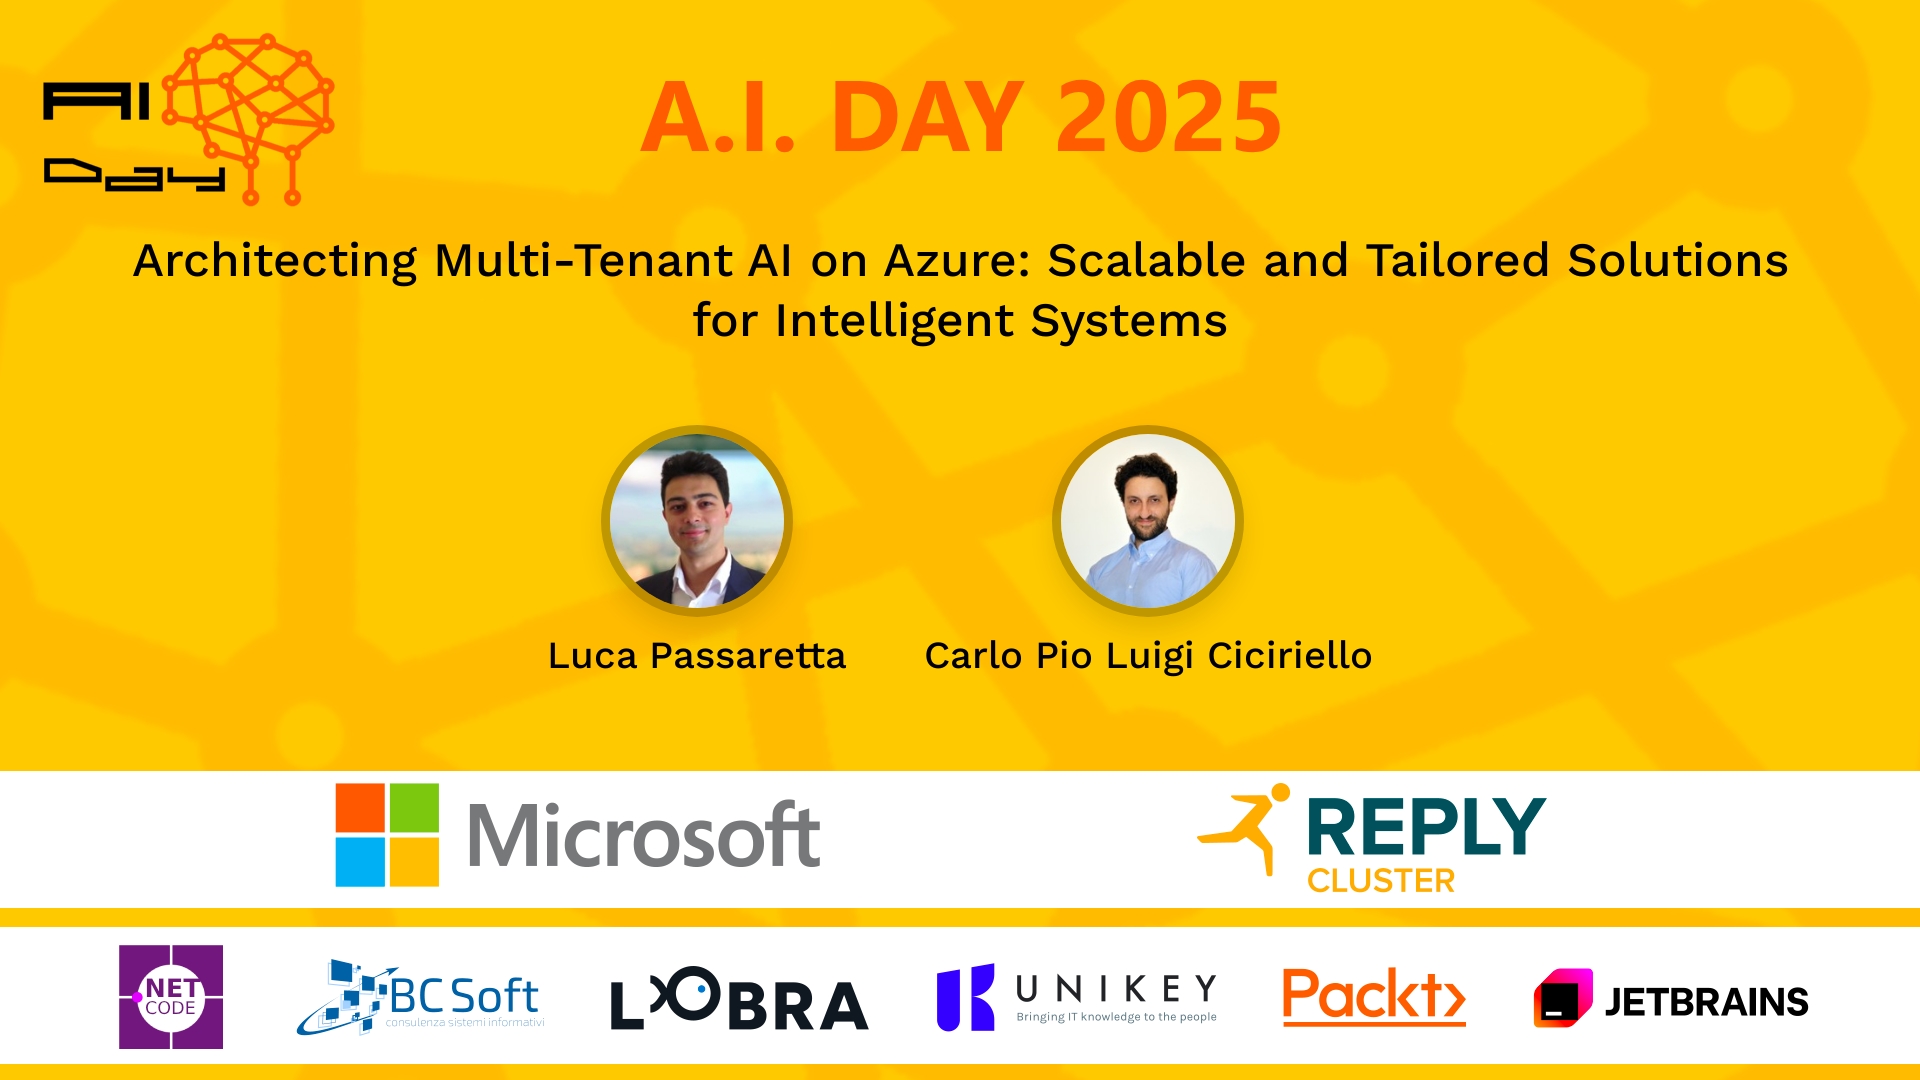 AI
Day
A.I. DAY 2025
Architecting Multi-Tenant AI on Azure: Scalable and Tailored Solutions
for Intelligent Systems
Luca Passaretta
Carlo Pio Luigi Ciciriello
Microsoft
REPLY
CLUSTER
.NET
CODE
BC Soft
consulenza sistemi informativi
LOBRA
UNIKEY
Bringing IT knowledge to the people
Packt
JETBRAINS